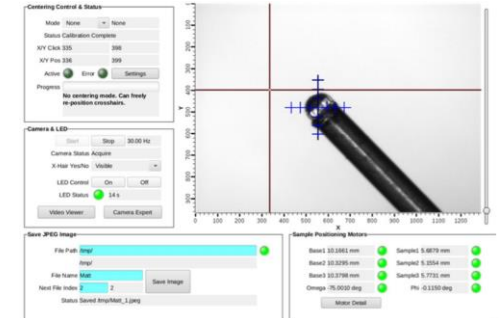 Centering Control & Status
Mode None None
Status Calibration Complete
X/Y Click 335 398
X/Y Pos 336 399
Active Error Settings
Progress
No centering mode. Can freely
re-position crosshairs.
Camera & LED
Start Stop 30.00 Hz
Camera Status Acquire
X-Hair Yes/No Visible
LED Control On Off
LED Status 14 s
Video Viewer Camera Expert
Y
0 100 200 300 400 500 600 700 800 900 1000 1100 1200
X
Save JPEG Image
File Path /tmp/
/tmp/
File Name Matt
Next File Index 2 2
Save Image
Status Saved /tmp/Matt_1.jpeg
Sample Positioning Motors
Base1 10.1661 mm Sample1 5.6879 mm
Base2 10.3295 mm Sample2 5.1554 mm
Base3 10.3798 mm Sample3 5.7731 mm
Omega -75.0010 deg Phi -0.1150 deg
Motor Detail